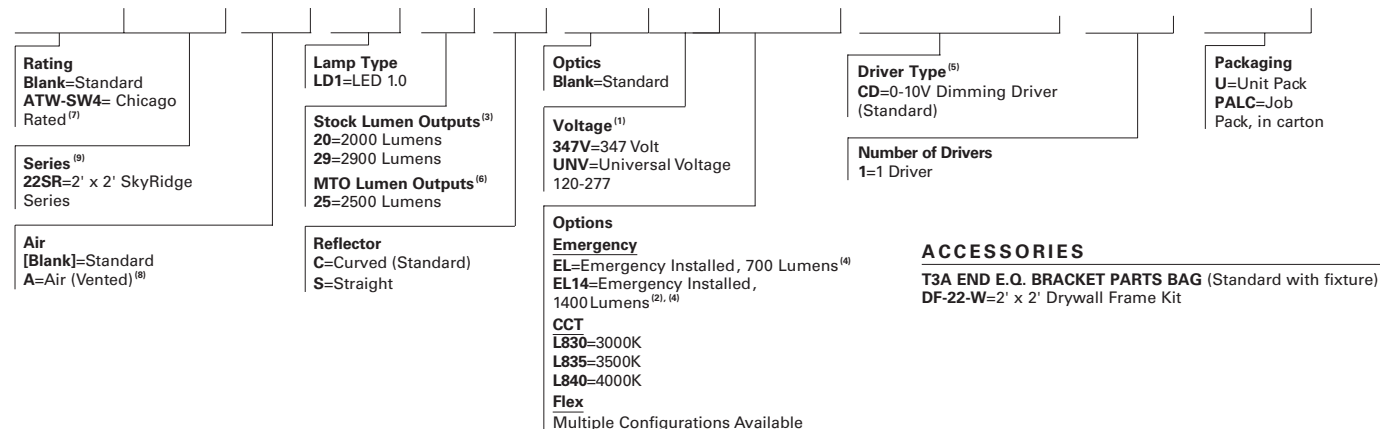 Rating
Blank=Standard
ATW-SW4= Chicago
Rated(7)
Series (9)
22SR=2' x 2' SkyRidge
Series
Air
[Blank]=Standard
A=Air (Vented)(8)
Lamp Type
LD1=LED 1.0
Stock Lumen Outputs(3)
20=2000 Lumens
29=2900 Lumens
MTO Lumen Outputs(6)
25=2500 Lumens
Reflector
C=Curved (Standard)
S=Straight
Optics
Blank=Standard
Voltage(1)
347V=347 Volt
UNV=Universal Voltage
120-277
Options
Emergency
EL=Emergency Installed, 700 Lumens(4)
EL14=Emergency Installed,
1400 Lumens(2), (4)
CCT
L830=3000K
L835=3500K
L840=4000K
Flex
Multiple Configurations Available
Driver Type(5)
CD=0-10V Dimming Driver
(Standard)
Number of Drivers
1=1 Driver
Packaging
U=Unit Pack
PALC=Job
Pack, in carton
ACCESSORIES
T3A END E.Q. BRACKET PARTS BAG (Standard with fixture)
DF-22-W=2' x 2' Drywall Frame Kit